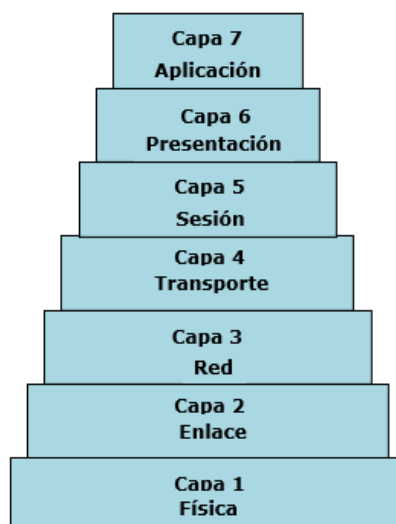 Capa 7
Aplicación
Capa 6
Presentación
Capa 5
Sesión
Capa 4
Transporte
Capa 3
Red
Capa 2
Enlace
Capa 1
Física